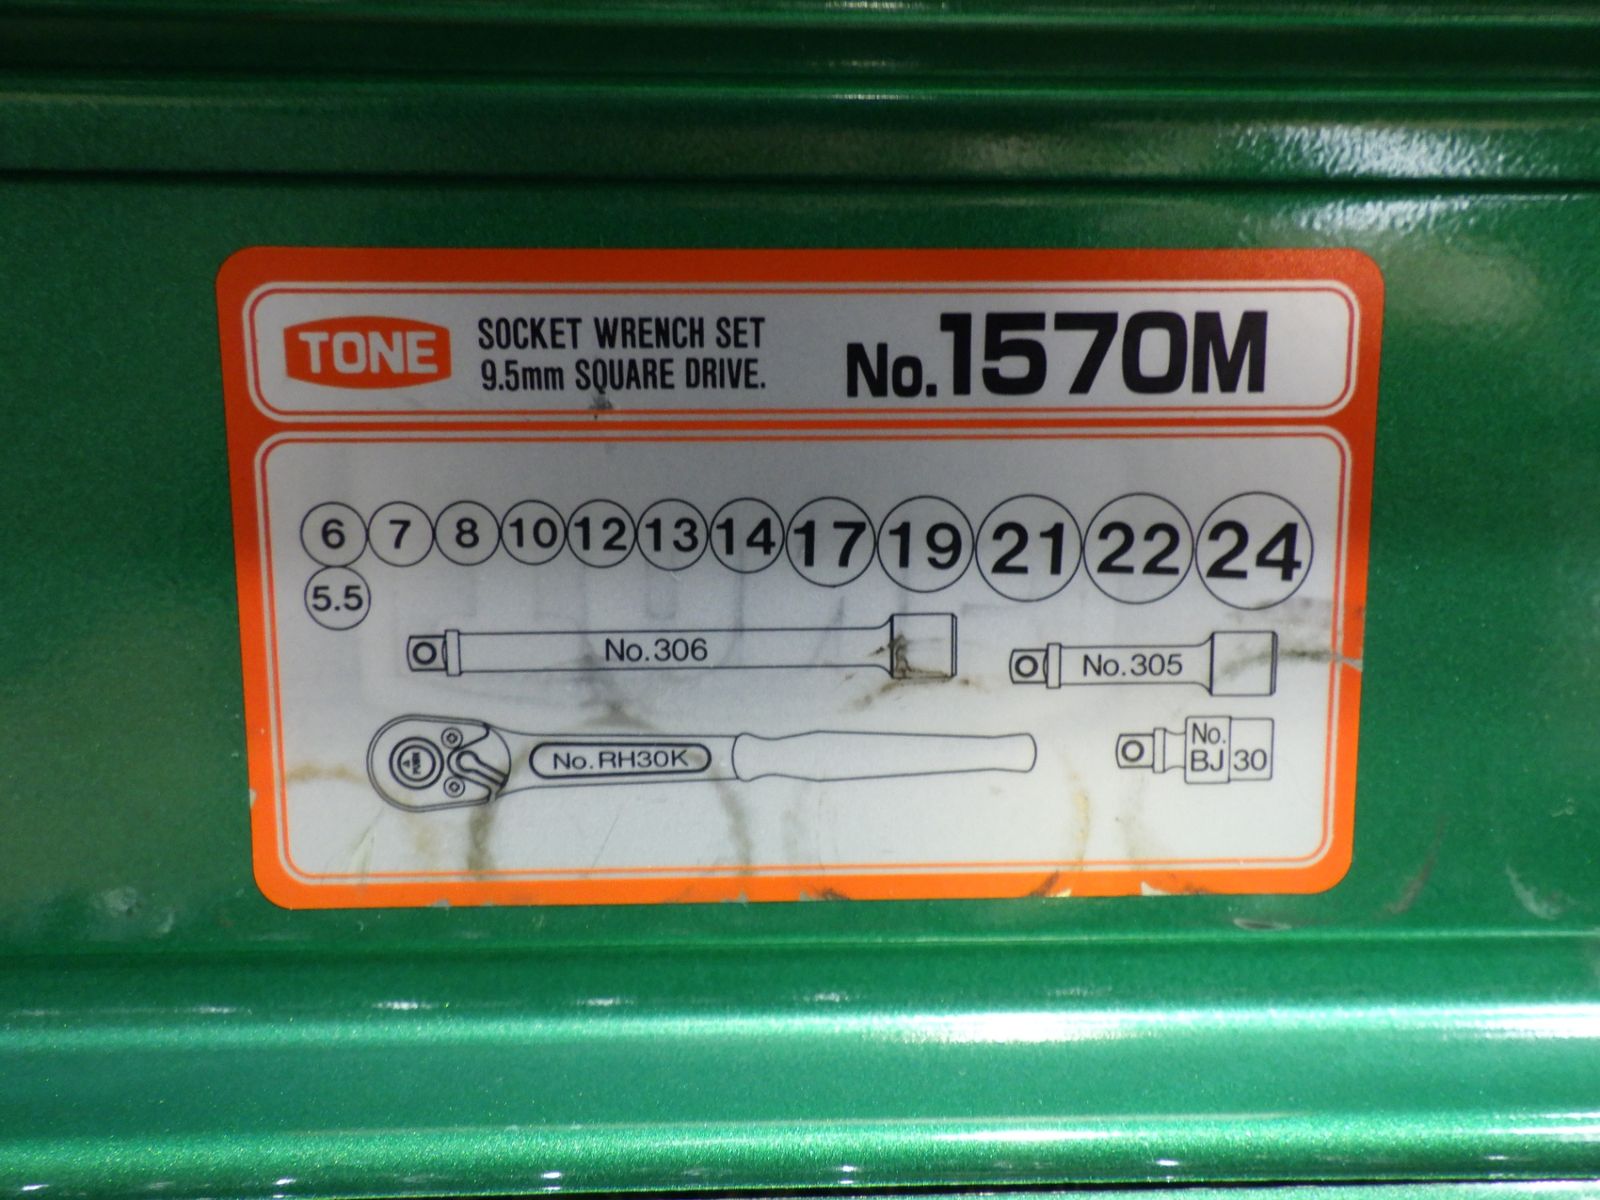 TONE
SOCKET WRENCH SET
9.5mm SQUARE DRIVE.
No.1570M
6 7 8 10 12 13 14 17 19 21 22 24
5.5
No.306
No.305
PUSH
No.RH30K
No.
BJ 30